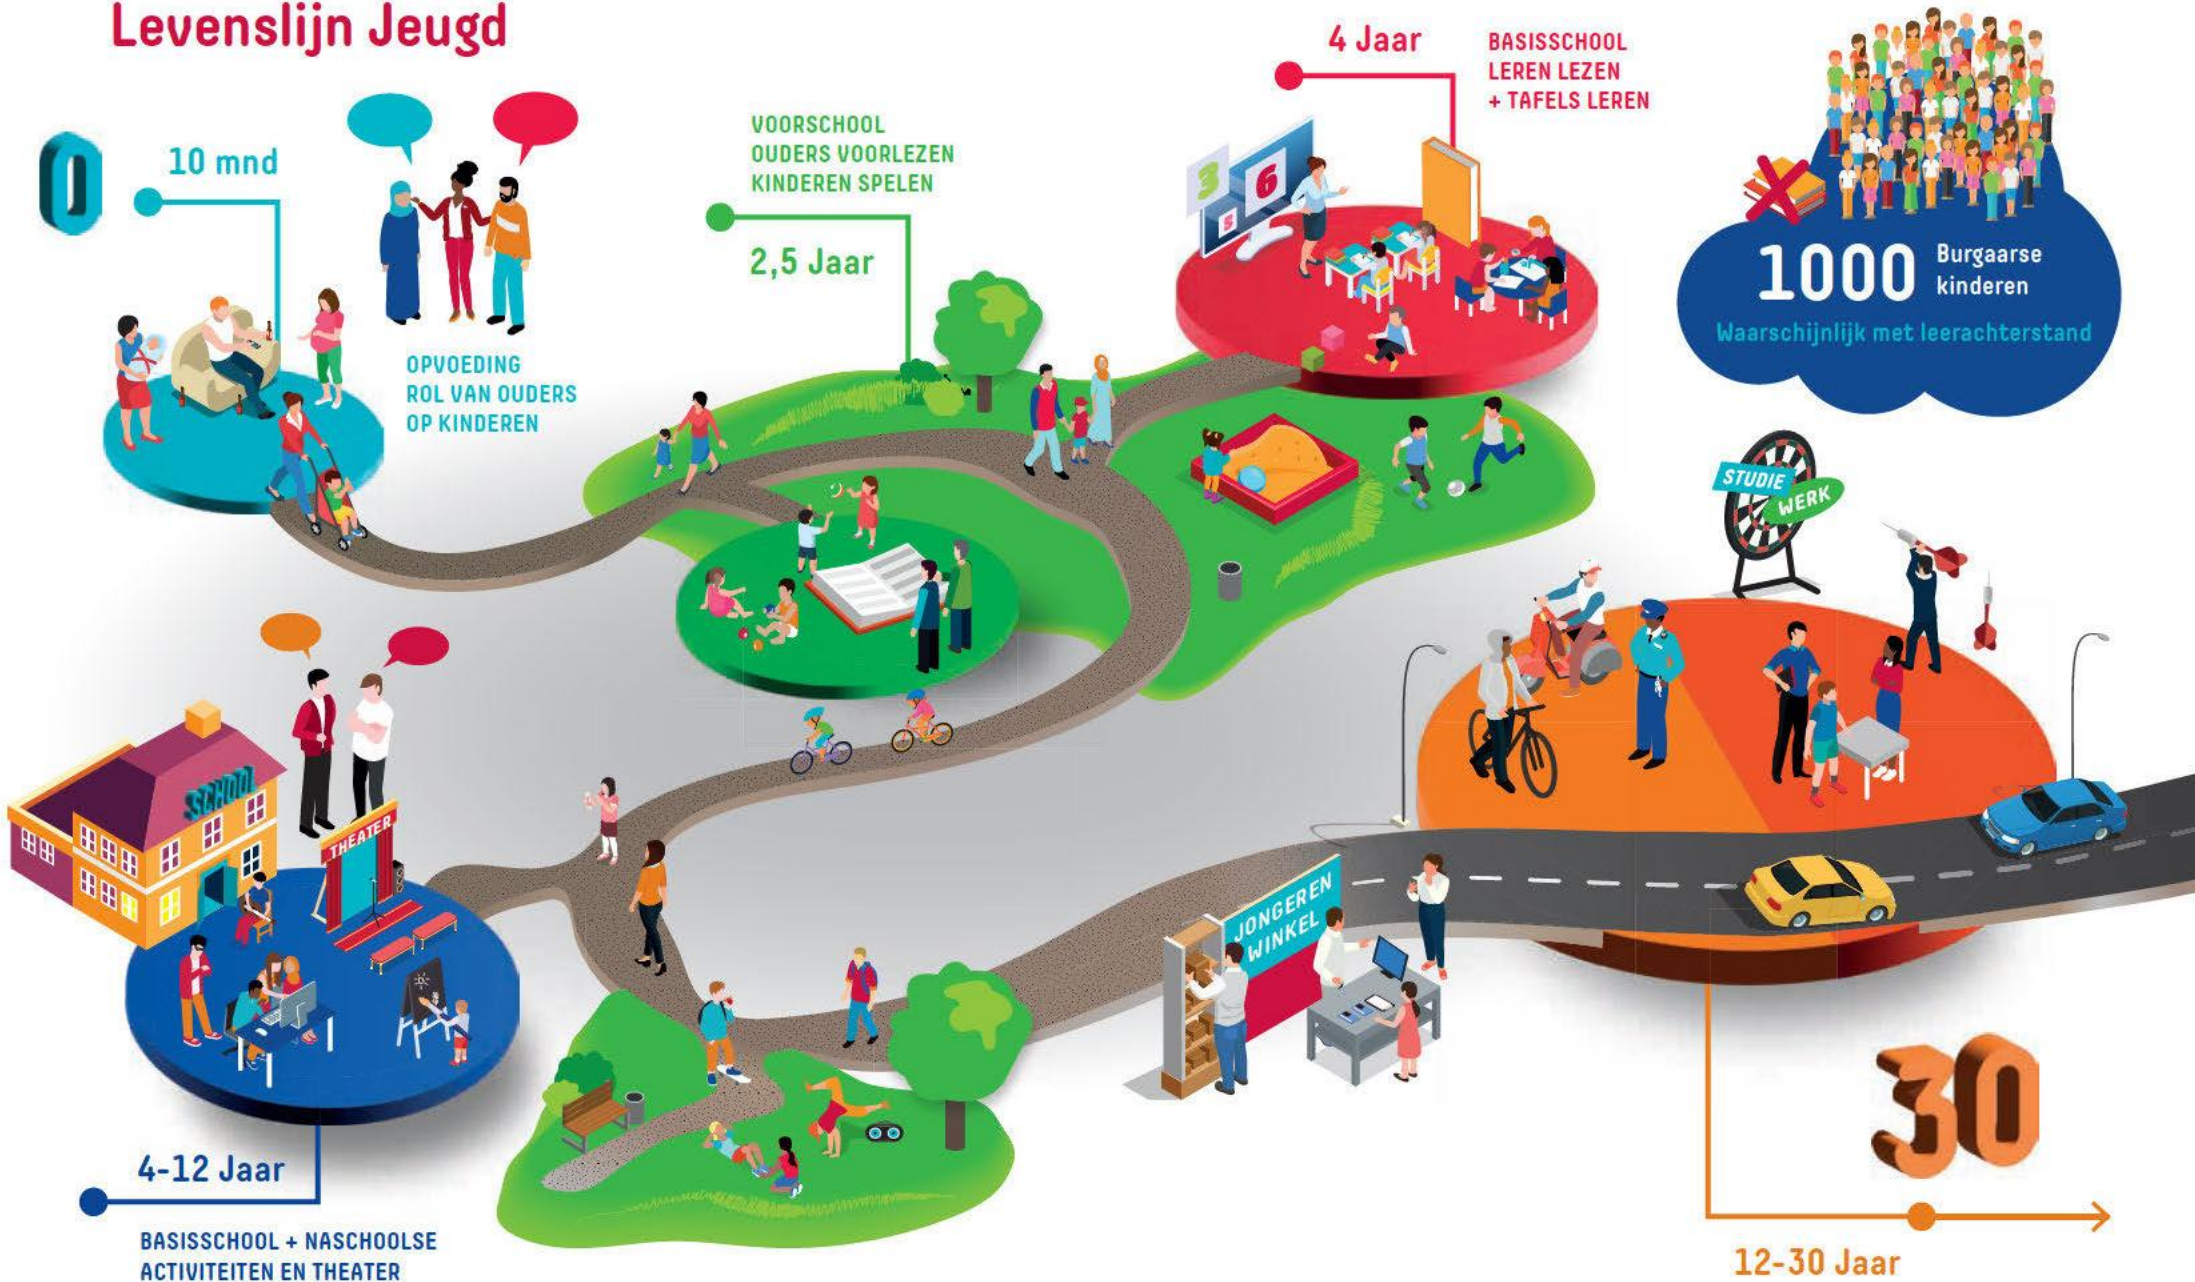 Levenslijn Jeugd
0
10 mnd
OPVOEDING
ROL VAN OUDERS
OP KINDEREN
VOORSCHOOL
OUDERS VOORLEZEN
KINDEREN SPELEN
2,5 Jaar
4 Jaar
BASISSCHOOL
LEREN LEZEN
+ TAFELS LEREN
3
6
5
1000
Burgaarse
kinderen
Waarschijnlijk met leerachterstand
STUDIE
WERK
SCHOOL
THEATER
4-12 Jaar
BASISSCHOOL + NASCHOOLSE
ACTIVITEITEN EN THEATER
JONGEREN
WINKEL
30
12-30 Jaar